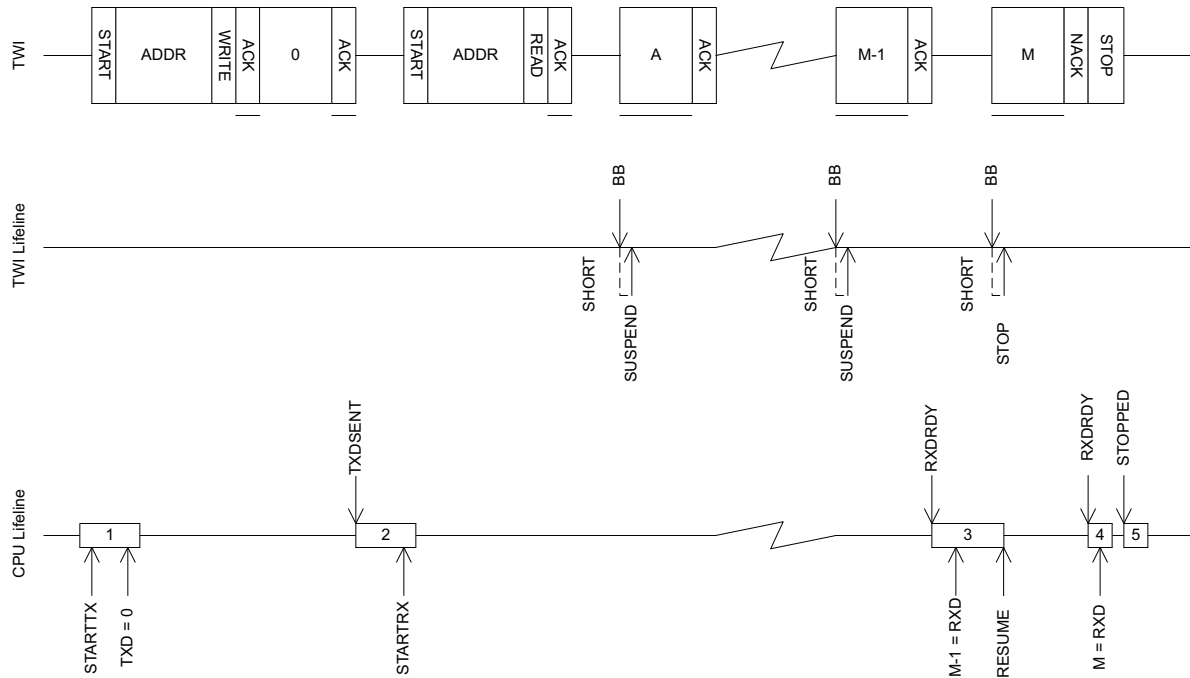 TWI
START
ADDR
WRITE
ACK
0
ACK
START
ADDR
READ
ACK
A
ACK
M-1
ACK
M
NACK
STOP
TWI Lifeline
BB
SHORT
SUSPEND
BB
SHORT
SUSPEND
BB
SHORT
STOP
CPU Lifeline
TXDSENT
RXDRDY
RXDRDY
STOPPED
1
2
3
4
5
STARTTX
TXD = 0
STARTRX
M-1 = RXD
RESUME
M = RXD